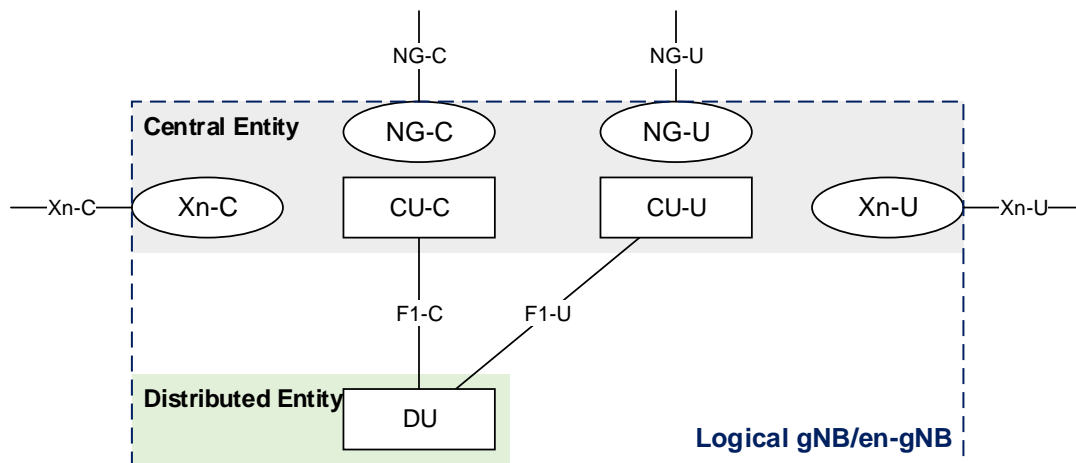 NG-C
NG-U
Central Entity
NG-C
NG-U
Xn-C
Xn-C
CU-C
CU-U
Xn-U
Xn-U
F1-C
F1-U
Distributed Entity
DU
Logical gNB/en-gNB